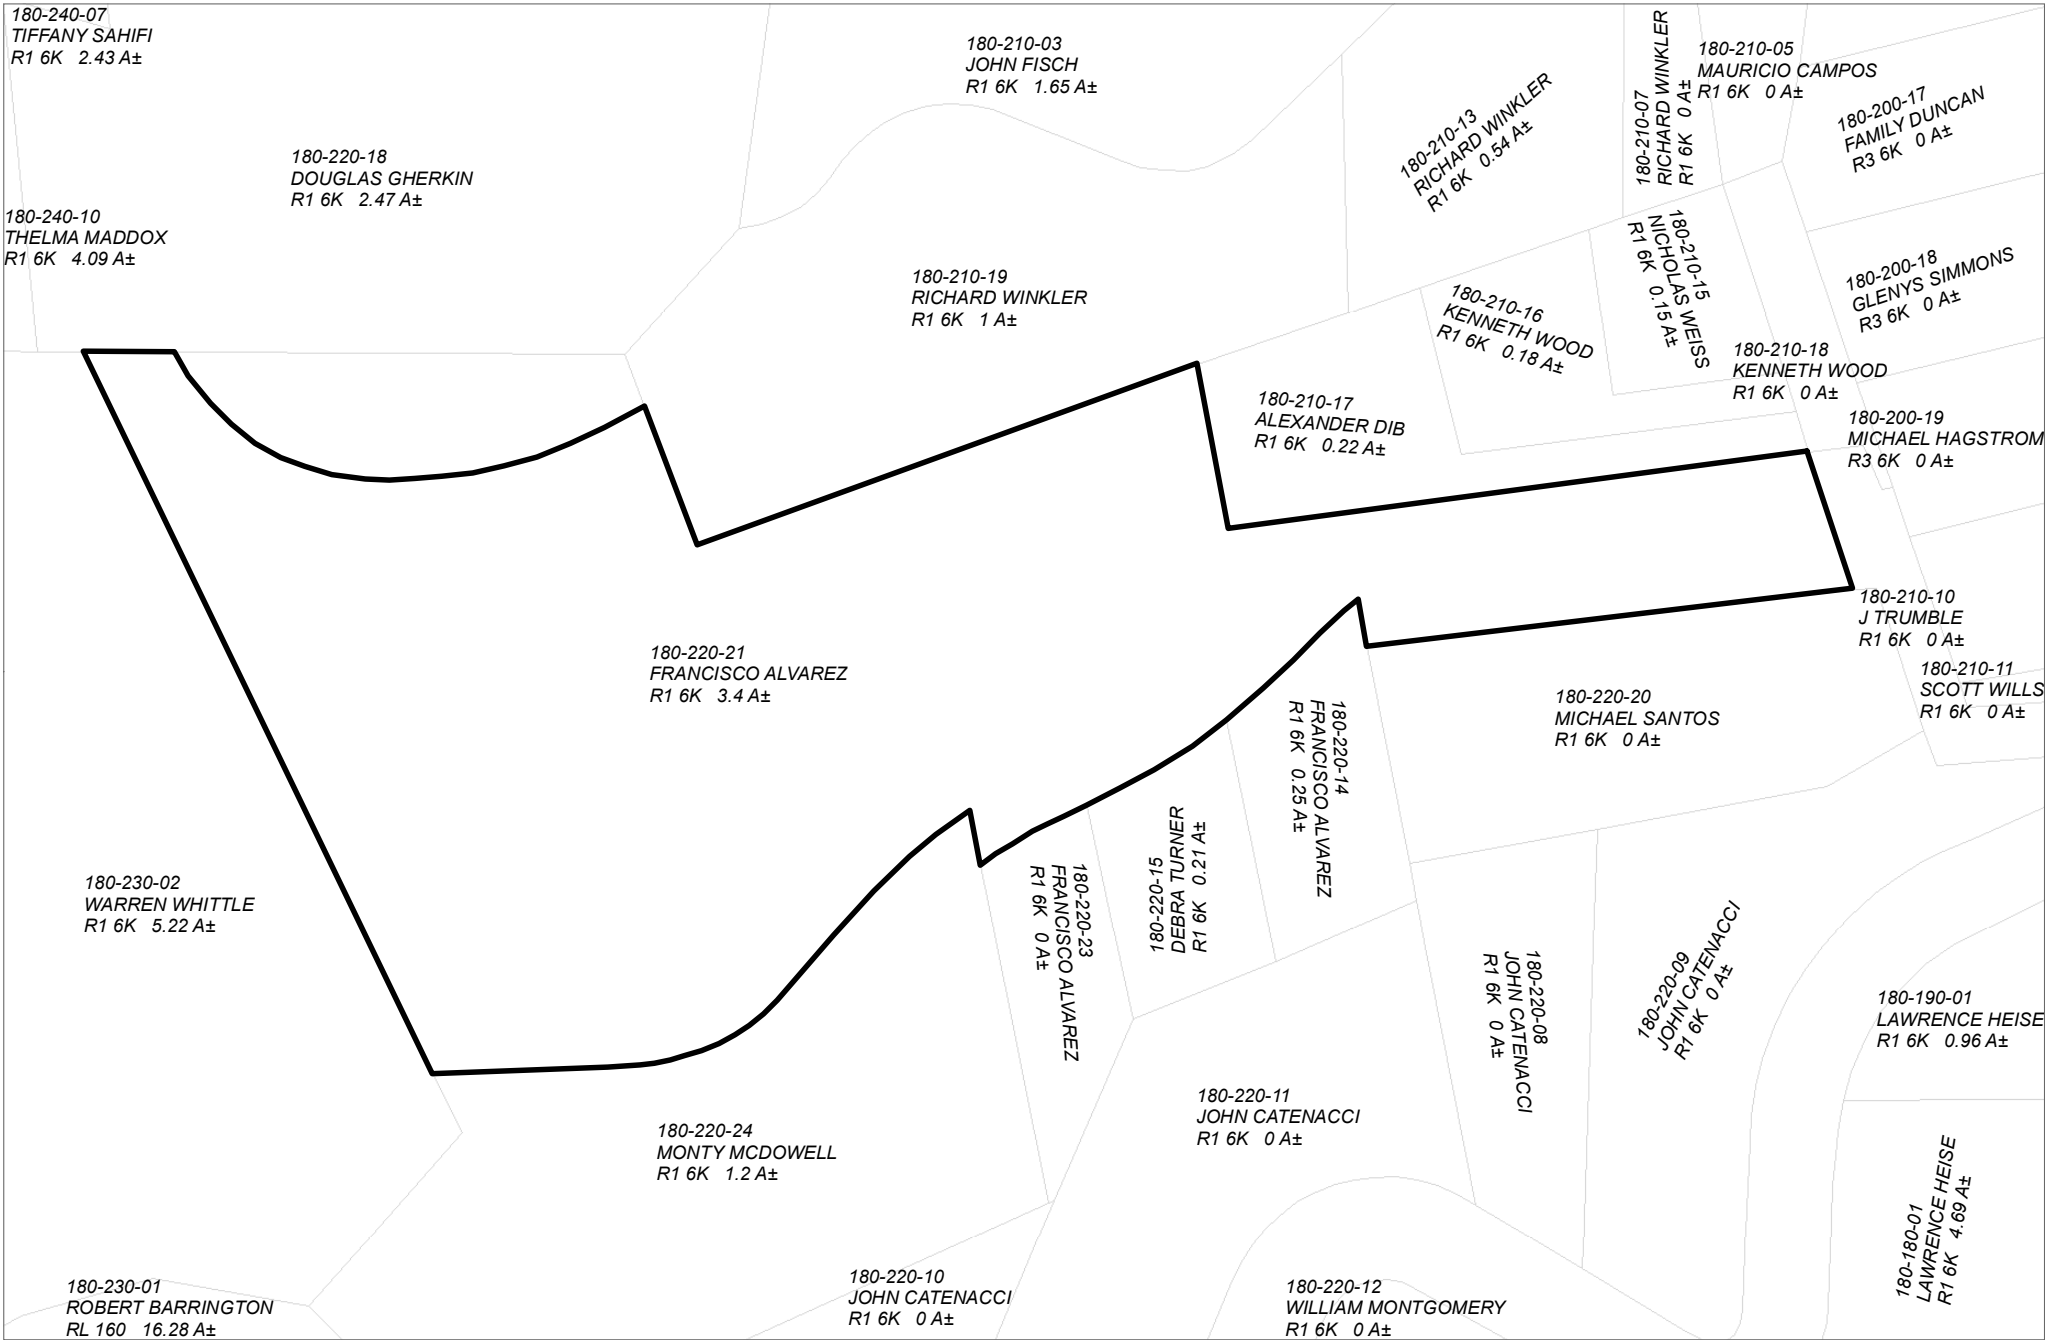 180-240-07
TIFFANY SAHIFI
R1 6K 2.43 A±
180-210-03
JOHN FISCH
R1 6K 1.65 A±
180-210-13
RICHARD WINKLER
R1 6K 0.54 A±
180-210-07
RICHARD WINKLER
R1 6K 0 A±
180-210-05
MAURICIO CAMPOS
R1 6K 0 A±
180-200-17
FAMILY DUNCAN
R3 6K 0 A±
180-220-18
DOUGLAS GHERKIN
R1 6K 2.47 A±
180-240-10
THELMA MADDOX
R1 6K 4.09 A±
180-210-19
RICHARD WINKLER
R1 6K 1 A±
180-210-16
KENNETH WOOD
R1 6K 0.18 A±
180-210-15
NICHOLAS WEISS
R1 6K 0.15 A±
180-200-18
GLENYS SIMMONS
R3 6K 0 A±
180-210-18
KENNETH WOOD
R1 6K 0 A±
180-210-17
ALEXANDER DIB
R1 6K 0.22 A±
180-200-19
MICHAEL HAGSTROM
R3 6K 0 A±
180-210-10
J TRUMBLE
R1 6K 0 A±
180-220-21
FRANCISCO ALVAREZ
R1 6K 3.4 A±
180-210-11
SCOTT WILLS
R1 6K 0 A±
180-220-20
MICHAEL SANTOS
R1 6K 0 A±
180-220-14
FRANCISCO ALVAREZ
R1 6K 0.25 A±
180-220-15
DEBRA TURNER
R1 6K 0.21 A±
180-220-23
FRANCISCO ALVAREZ
R1 6K 0 A±
180-230-02
WARREN WHITTLE
R1 6K 5.22 A±
180-220-08
JOHN CATENACCI
R1 6K 0 A±
180-220-09
JOHN CATENACCI
R1 6K 0 A±
180-190-01
LAWRENCE HEISE
R1 6K 0.96 A±
180-220-11
JOHN CATENACCI
R1 6K 0 A±
180-220-24
MONTY MCDOWELL
R1 6K 1.2 A±
180-180-01
LAWRENCE HEISE
R1 6K 4.69 A±
180-230-01
ROBERT BARRINGTON
RL 160 16.28 A±
180-220-10
JOHN CATENACCI
R1 6K 0 A±
180-220-12
WILLIAM MONTGOMERY
R1 6K 0 A±